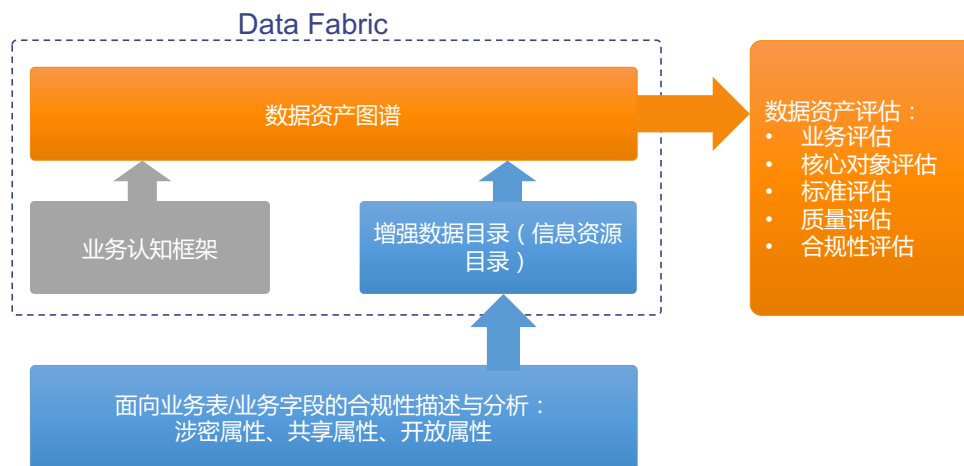 Data Fabric
数据资产图谱
业务认知框架
增强数据目录（信息资源
目录）
面向业务表/业务字段的合规性描述与分析：
涉密属性、共享属性、开放属性
数据资产评估：
• 业务评估
• 核心对象评估
• 标准评估
• 质量评估
• 合规性评估